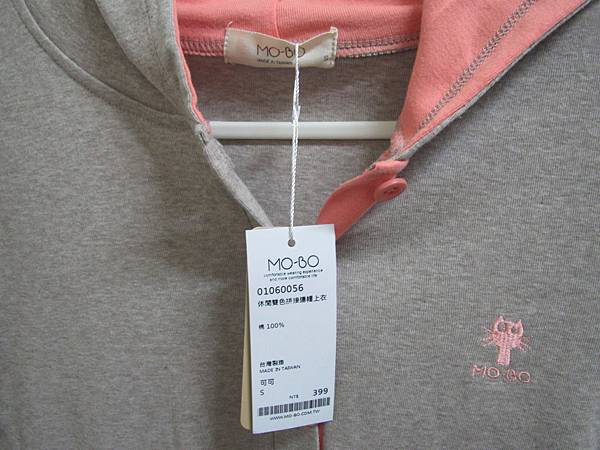 MO-BO
MADE IN TAIWAN
S
MO-BO
comfortable wearing experience
and more comfortable life
01060056
休閒雙色拼接連帽上衣
棉 100%
台灣製造
MADE IN TAIWAN
可可
S NT$ 399
WWW.MO-BO.COM.TW
MO-BO